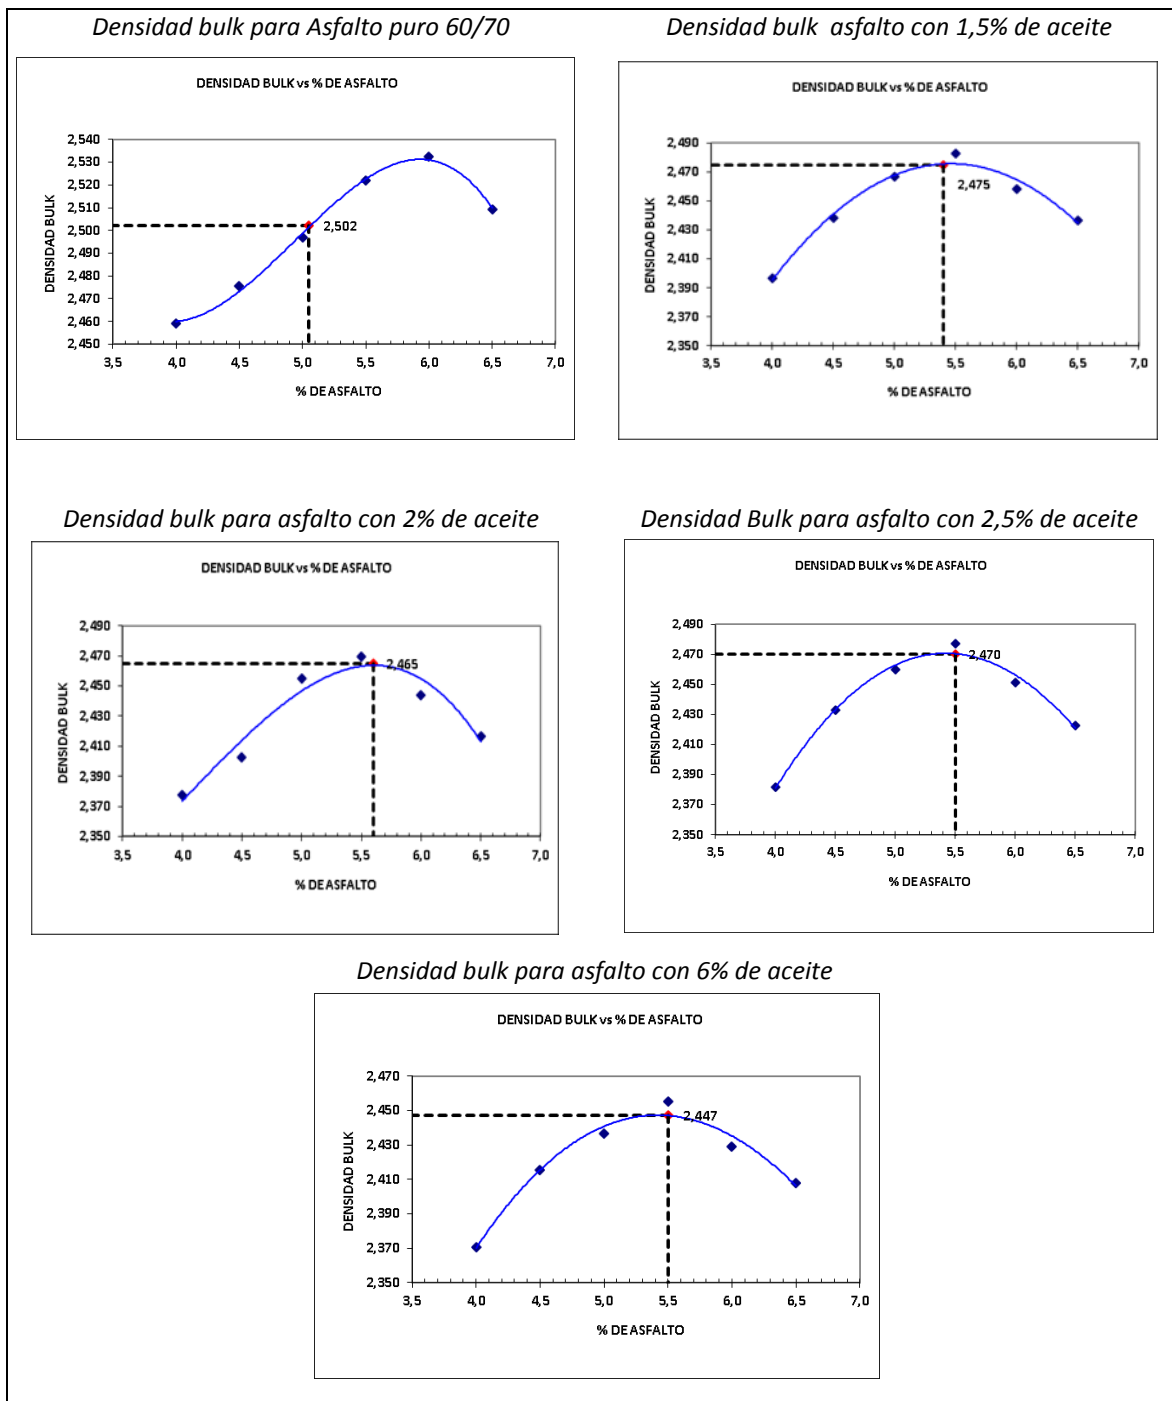 Densidad bulk para Asfalto puro 60/70
DENSIDAD BULK vs % DE ASFALTO
DENSIDAD BULK
2,540
2,530
2,520
2,510
2,500
2,490
2,480
2,470
2,460
2,450
2,502
3,5 4,0 4,5 5,0 5,5 6,0 6,5 7,0
% DE ASFALTO
Densidad bulk  asfalto con 1,5% de aceite
DENSIDAD BULK vs % DE ASFALTO
DENSIDAD BULK
2,490
2,470
2,450
2,430
2,410
2,390
2,370
2,350
2,475
3,5 4,0 4,5 5,0 5,5 6,0 6,5 7,0
% DE ASFALTO
Densidad bulk para asfalto con 2% de aceite
DENSIDAD BULK vs % DE ASFALTO
DENSIDAD BULK
2,490
2,470
2,450
2,430
2,410
2,390
2,370
2,350
2,465
3,5 4,0 4,5 5,0 5,5 6,0 6,5 7,0
% DE ASFALTO
Densidad Bulk para asfalto con 2,5% de aceite
DENSIDAD BULK vs % DE ASFALTO
DENSIDAD BULK
2,490
2,470
2,450
2,430
2,410
2,390
2,370
2,350
2,470
3,5 4,0 4,5 5,0 5,5 6,0 6,5 7,0
% DE ASFALTO
Densidad bulk para asfalto con 6% de aceite
DENSIDAD BULK vs % DE ASFALTO
DENSIDAD BULK
2,470
2,450
2,430
2,410
2,390
2,370
2,350
2,447
3,5 4,0 4,5 5,0 5,5 6,0 6,5 7,0
% DE ASFALTO